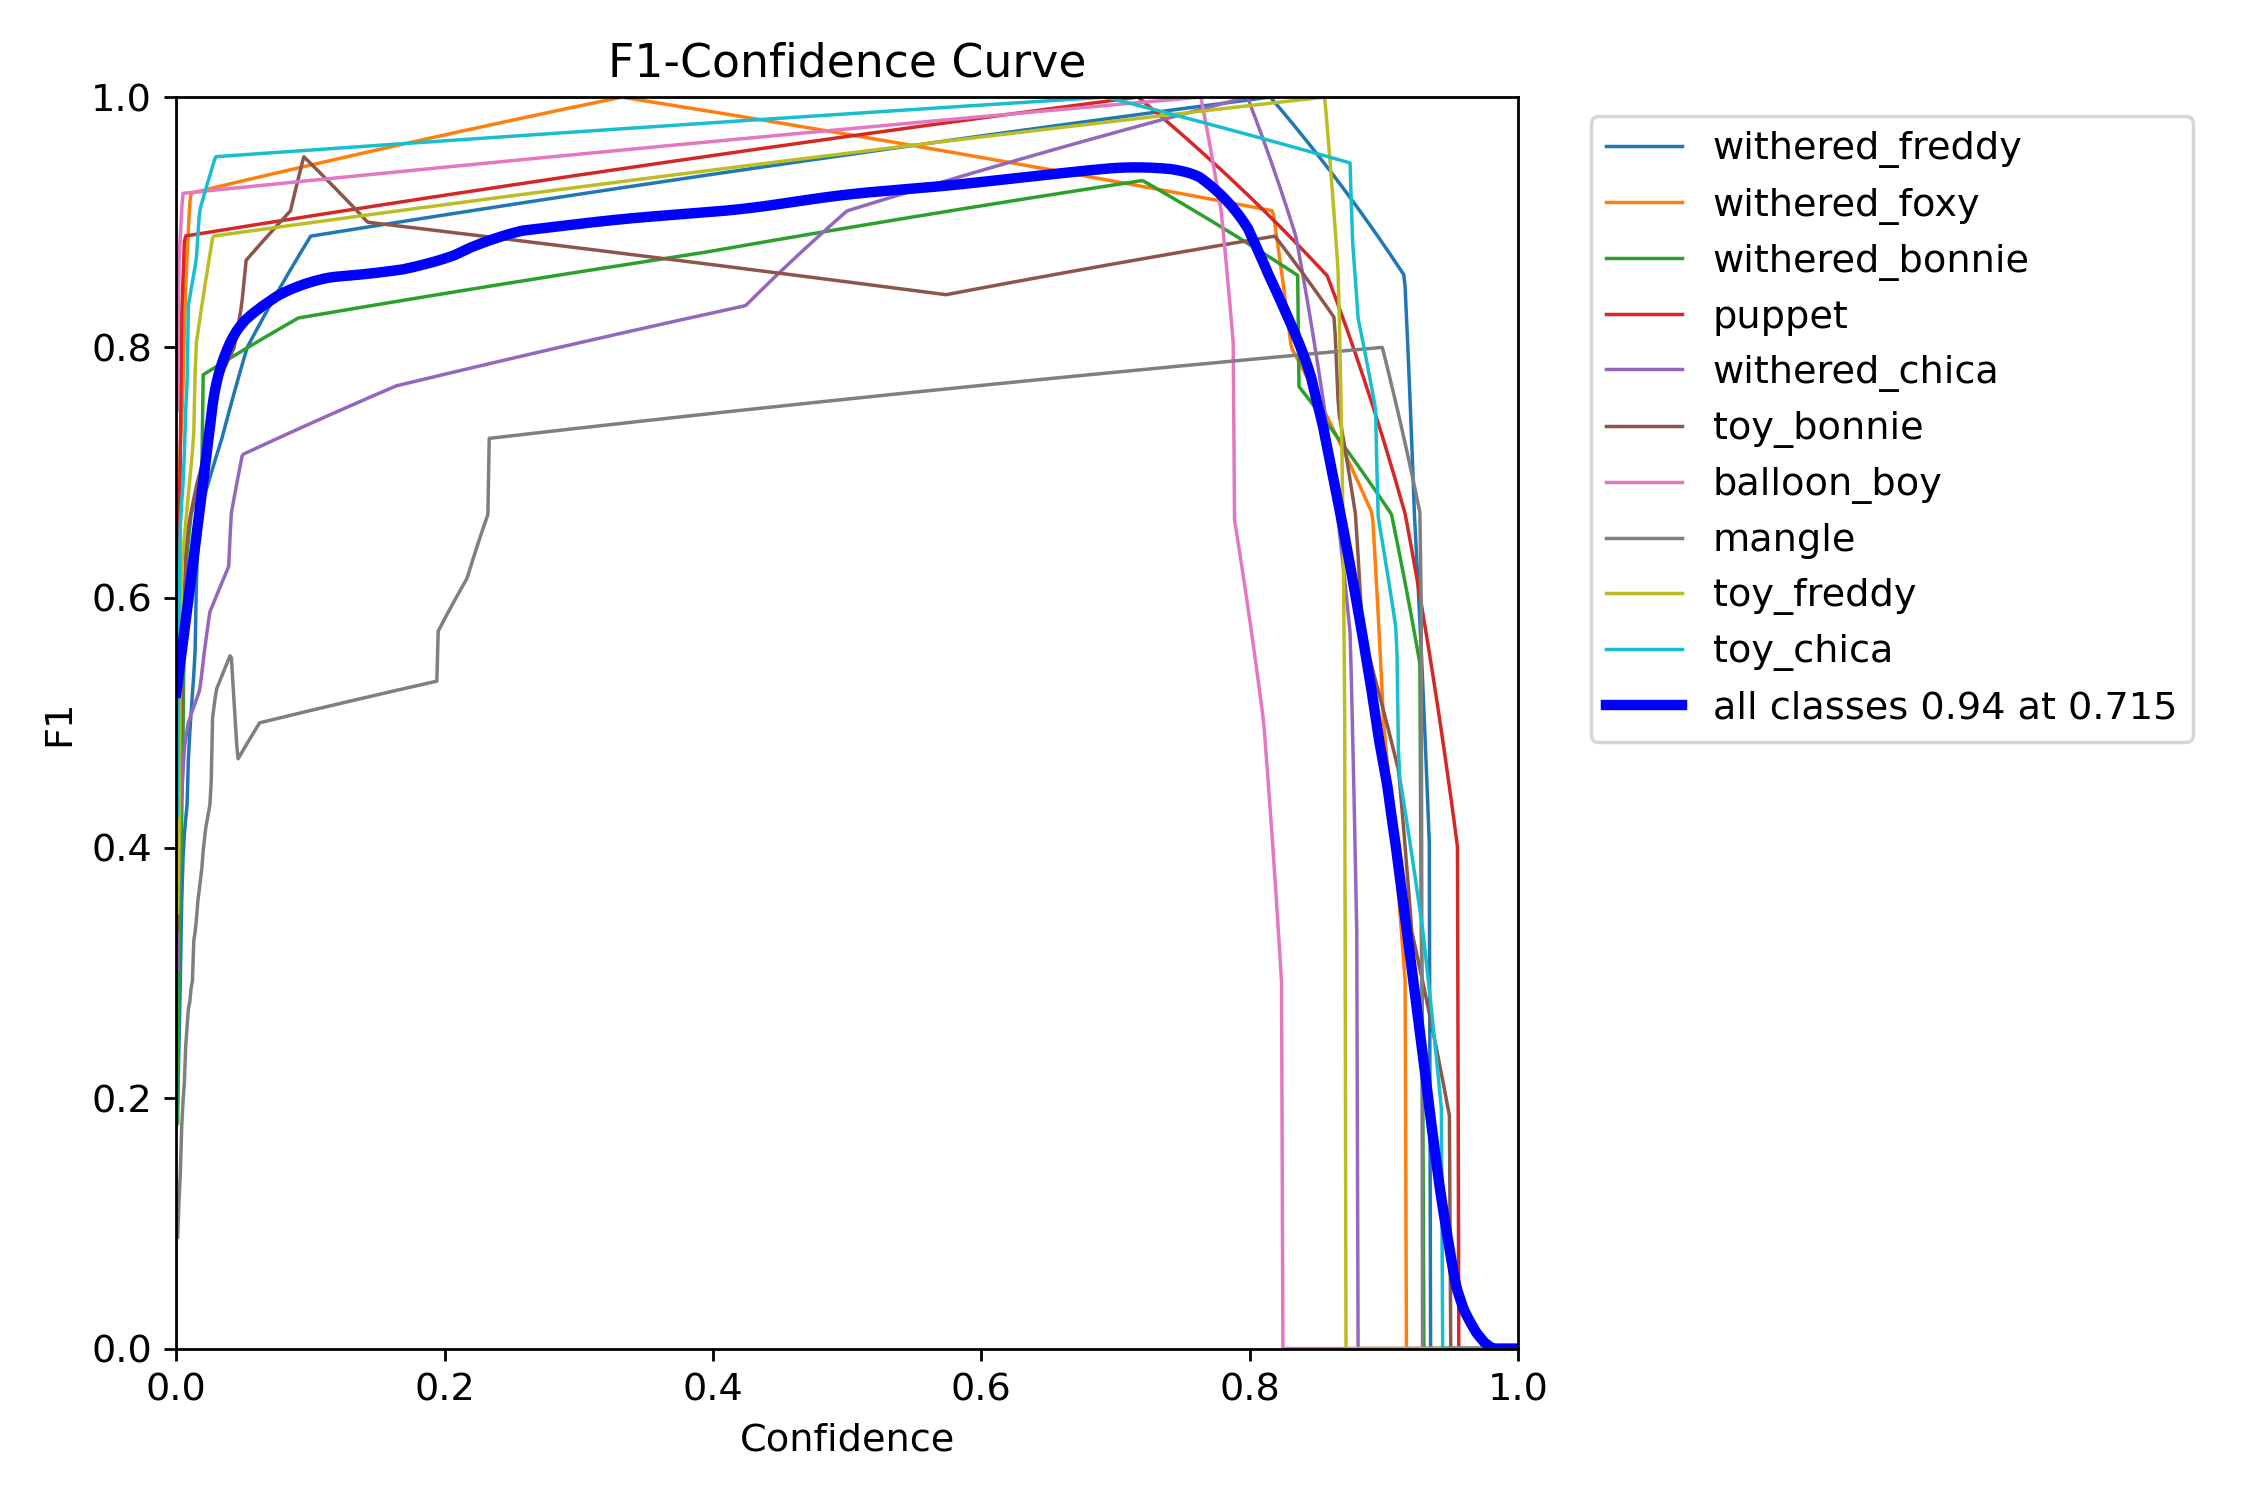 F1-Confidence Curve
1.0
0.8
0.6
0.4
0.2
0.0
F1
0.0 0.2 0.4 0.6 0.8 1.0
Confidence
withered_freddy
withered_foxy
withered_bonnie
puppet
withered_chica
toy_bonnie
balloon_boy
mangle
toy_freddy
toy_chica
all classes 0.94 at 0.715